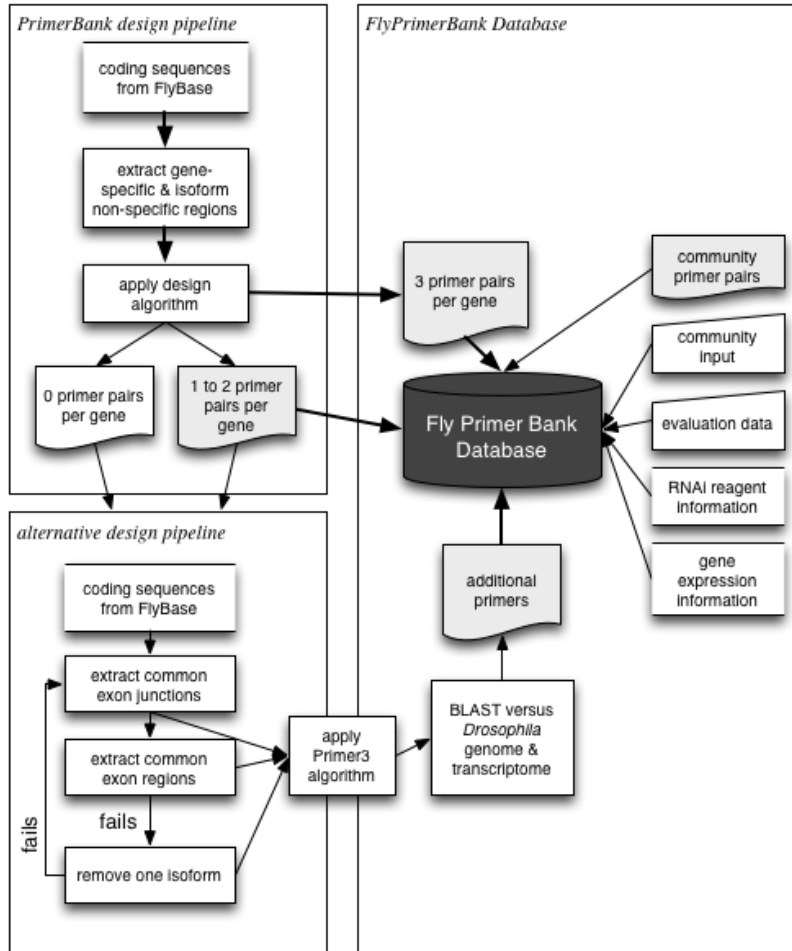 PrimerBank design pipeline
coding sequences
from FlyBase
extract gene-
specific & isoform
non-specific regions
apply design
algorithm
0 primer pairs
per gene
1 to 2 primer
pairs per
gene
FlyPrimerBank Database
3 primer pairs
per gene
community
primer pairs
community
input
evaluation data
RNAi reagent
information
gene
expression
information
Fly Primer Bank
Database
additional
primers
BLAST versus
Drosophila
genome &
transcriptome
alternative design pipeline
coding sequences
from FlyBase
extract common
exon junctions
extract common
exon regions
fails
fails
remove one isoform
apply
Primer3
algorithm